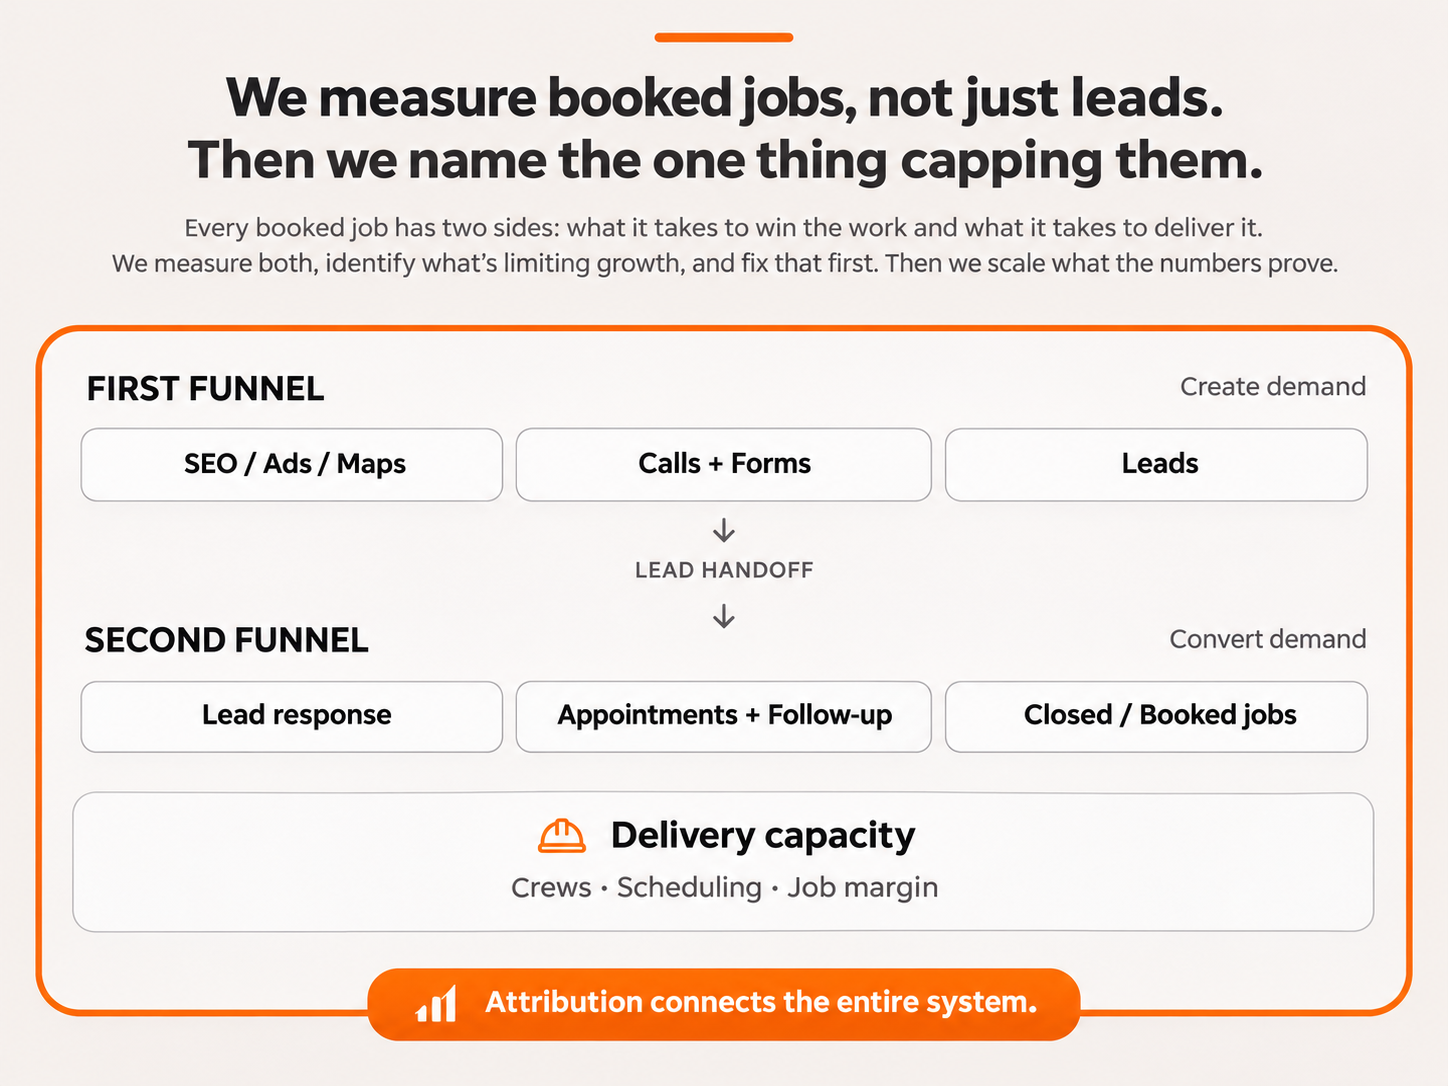 We measure booked jobs, not just leads.
Then we name the one thing capping them.
Every booked job has two sides: what it takes to win the work and what it takes to deliver it.
We measure both, identify what’s limiting growth, and fix that first. Then we scale what the numbers prove.
FIRST FUNNEL
Create demand
SEO / Ads / Maps
Calls + Forms
Leads
LEAD HANDOFF
SECOND FUNNEL
Convert demand
Lead response
Appointments + Follow-up
Closed / Booked jobs
Delivery capacity
Crews · Scheduling · Job margin
Attribution connects the entire system.